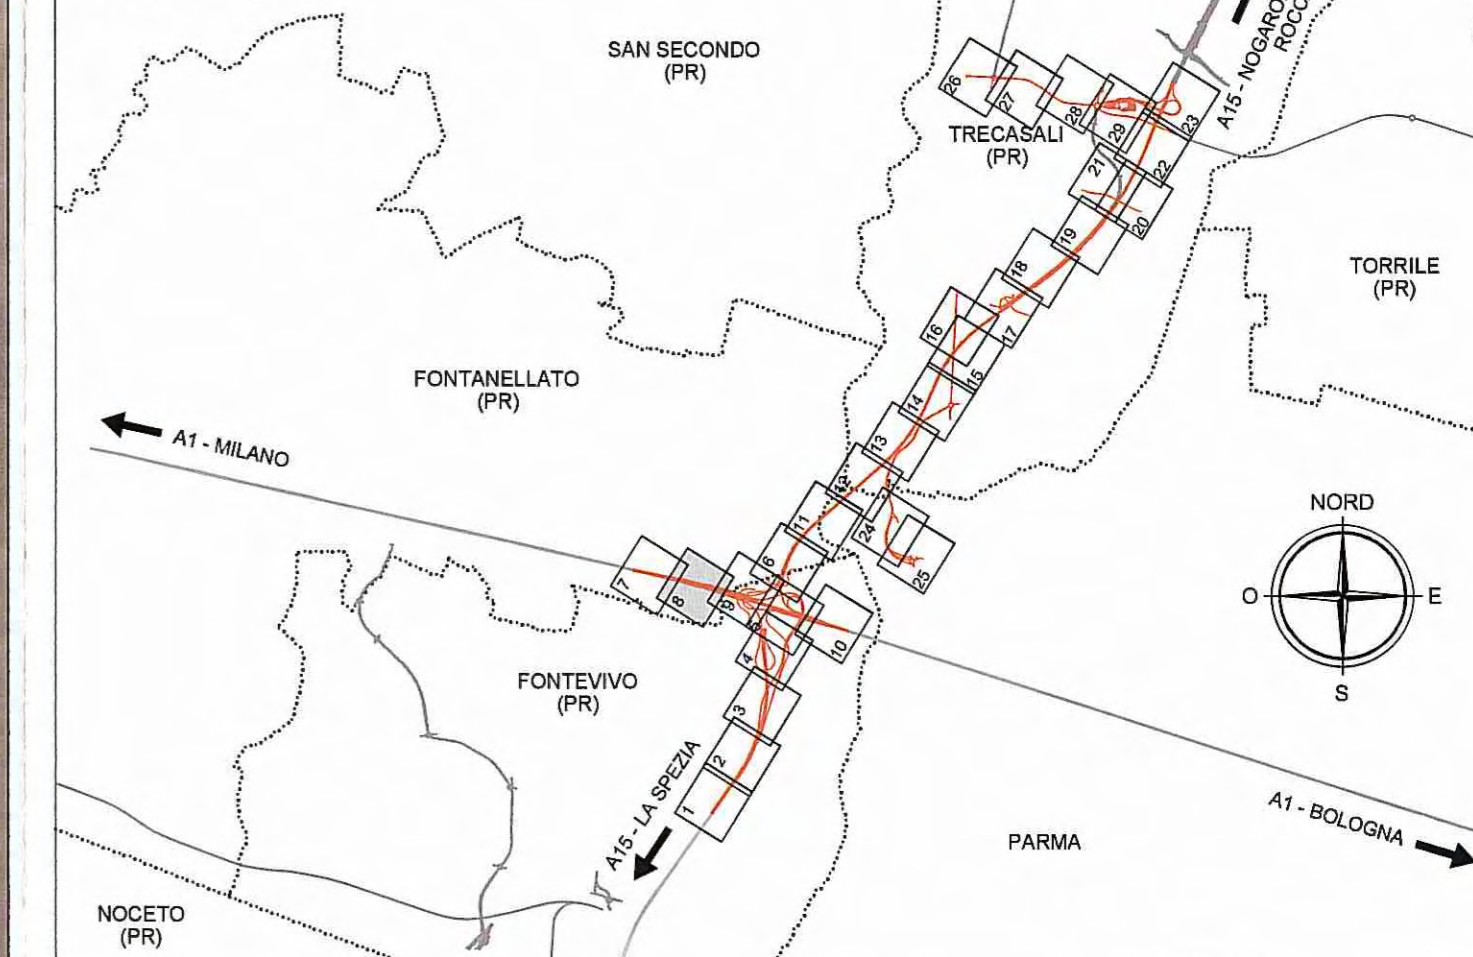 SAN SECONDO
(PR)
A15 - NOGAROLE
ROCCA
26
27
28
29
23
TRECASALI
(PR)
22
21
20
19
TORRILE
(PR)
18
17
16
15
FONTANELLATO
(PR)
14
A1 - MILANO
13
12
11
24
25
NORD
O
E
S
6
7
8
9
5
10
4
FONTEVIVO
(PR)
3
2
1
A15 - LA SPEZIA
A1 - BOLOGNA
PARMA
NOCETO
(PR)